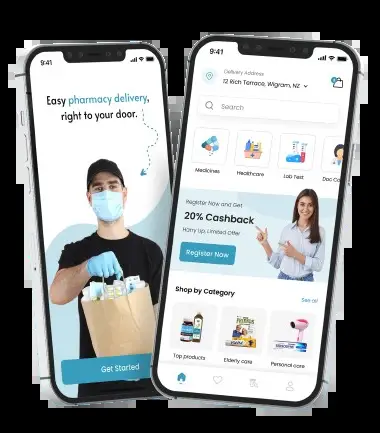 9:41
Easy pharmacy delivery,
right to your door.
Get Started
9:41
Delivery Address
12 Rich Terrace, Wigram, NZ
Search
Medicines
Healthcare
Lab Test
Doc Co
Register Now and Get
20% Cashback
Harry Up, Limited Offer
Register Now
Shop by Category
See all
Top products
Elderly care
Personal care